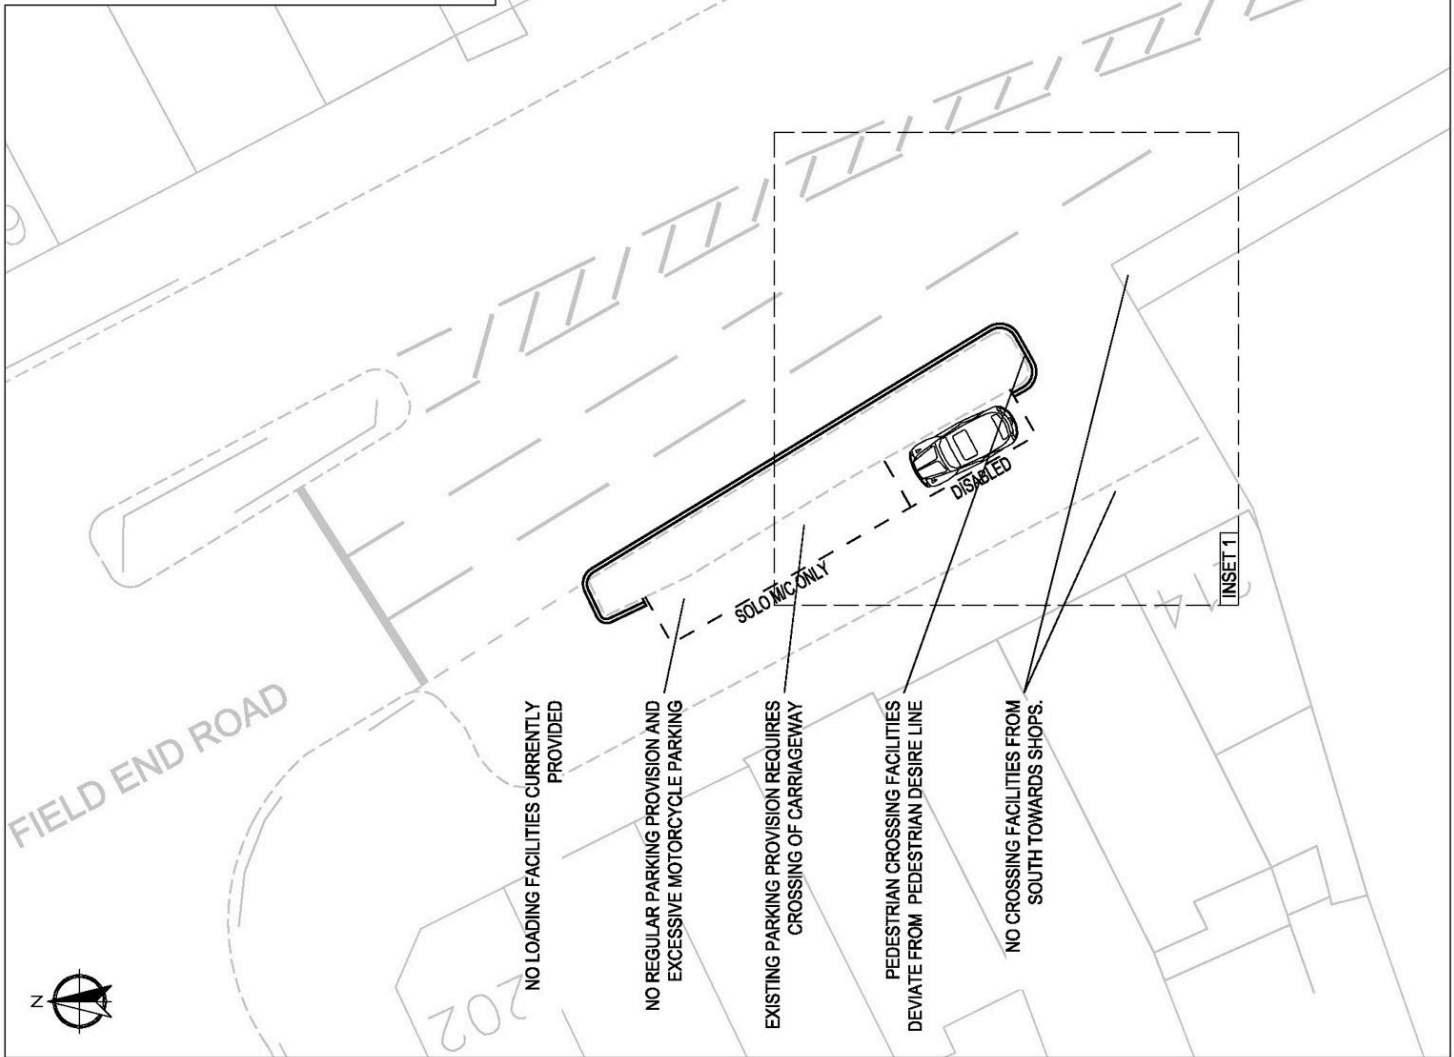 FIELD END ROAD
NO LOADING FACILITIES CURRENTLY
PROVIDED
NO REGULAR PARKING PROVISION AND
EXCESSIVE MOTORCYCLE PARKING
EXISTING PARKING PROVISION REQUIRES
CROSSING OF CARRIAGEWAY
PEDESTRIAN CROSSING FACILITIES
DEVIATE FROM PEDESTRIAN DESIRE LINE
NO CROSSING FACILITIES FROM
SOUTH TOWARDS SHOPS.
SOLO M/C ONLY
DISABLED
INSET 1
202
N